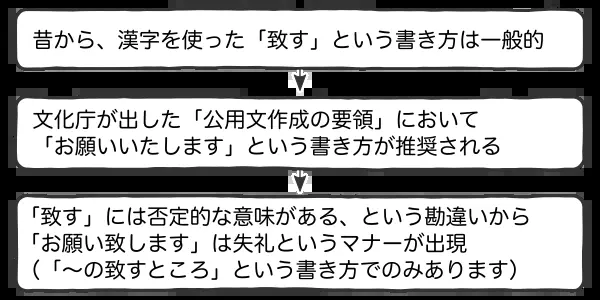 昔から、漢字を使った「致す」という書き方は一般的
文化庁が出した「公用文作成の要領」において
「お願いいたします」という書き方が推奨される
「致す」には否定的な意味がある、という勘違いから
「お願い致します」は失礼というマナーが出現
（「〜の致すところ」という書き方でのみあります）